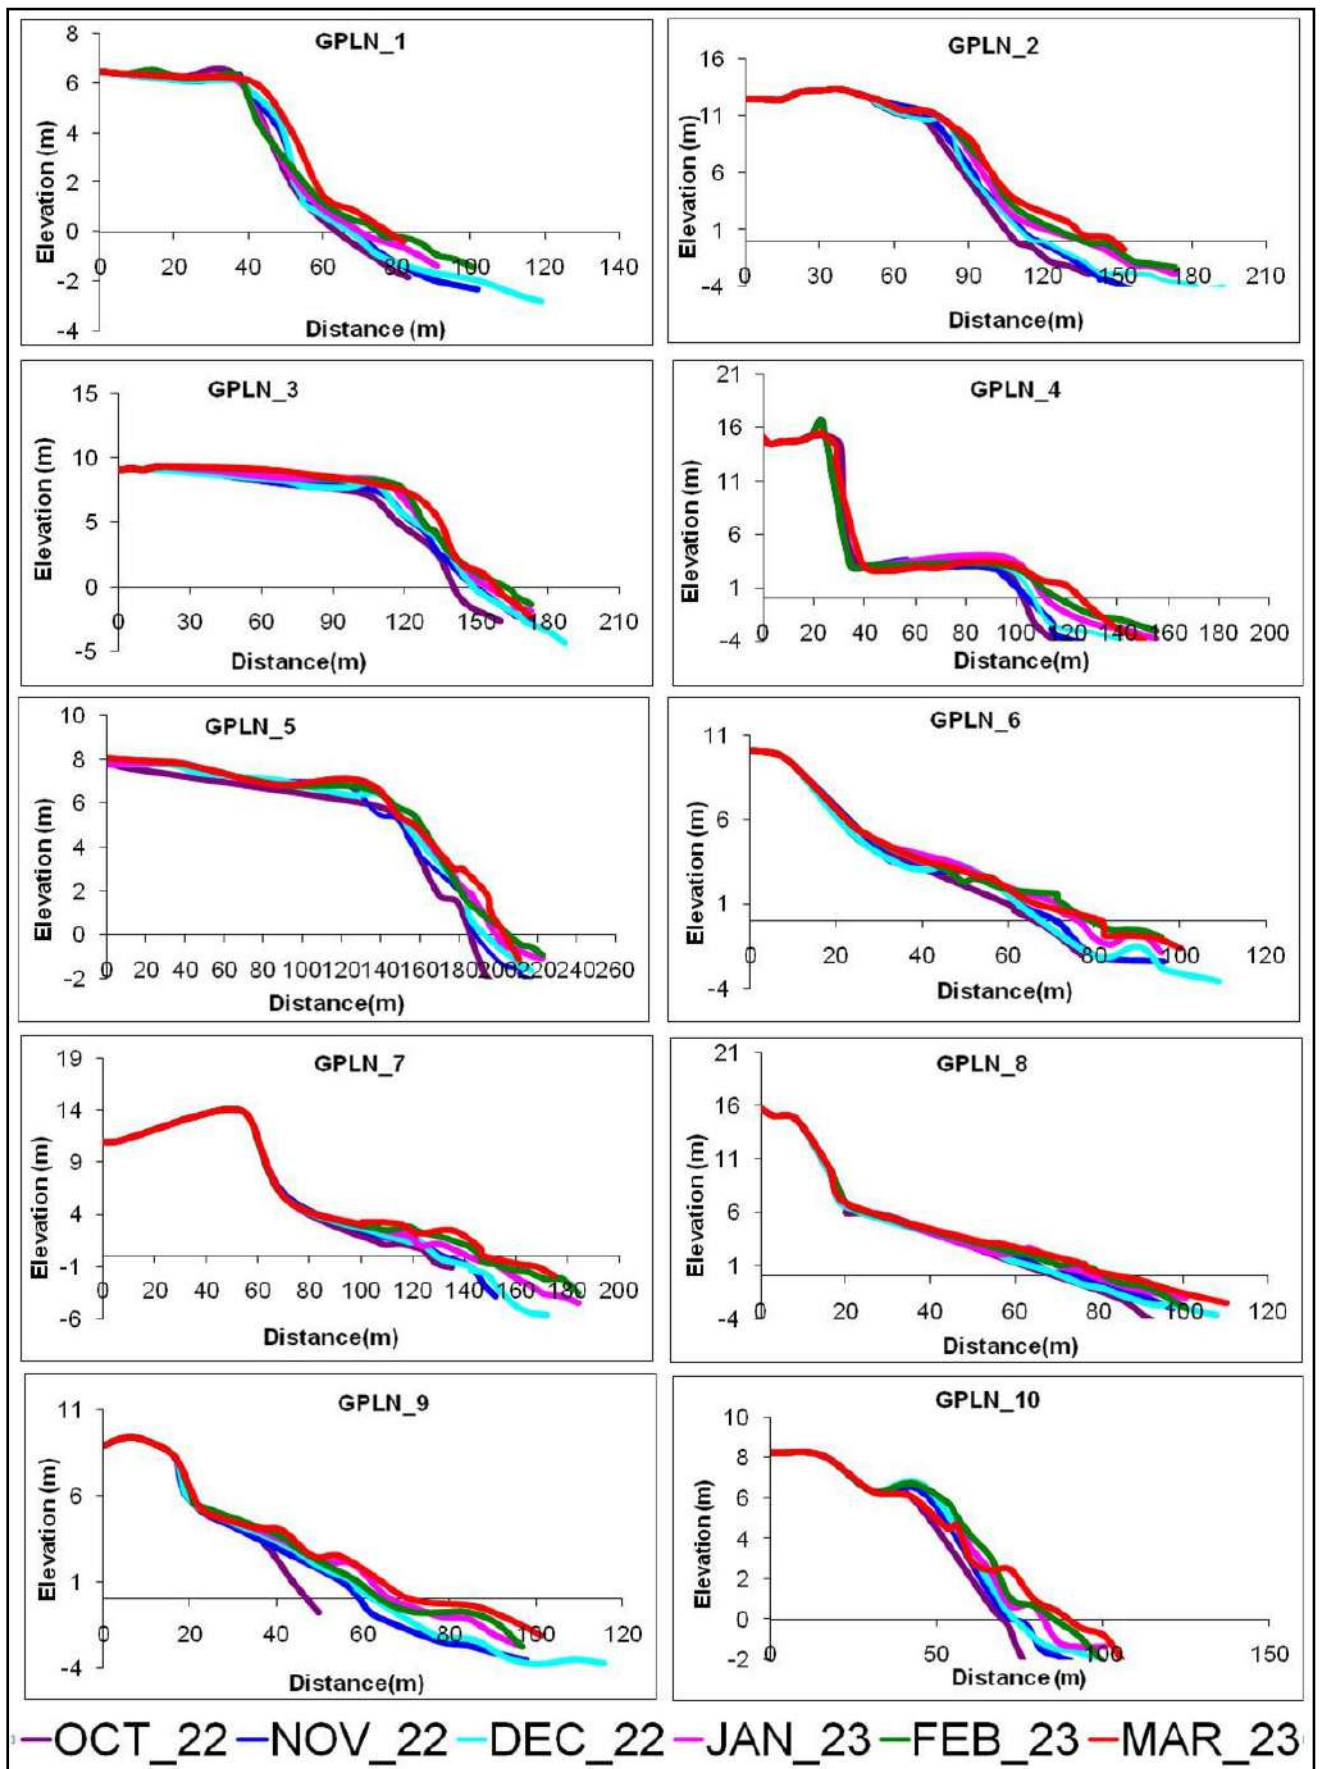 GPLN_1
8
6
4
2
0
-2
-4
0 20 40 60 80 100 120 140
Elevation (m)
Distance (m)
GPLN_2
16
11
6
1
-4
0 30 60 90 120 150 180 210
Elevation (m)
Distance(m)
GPLN_3
15
10
5
0
-5
0 30 60 90 120 150 180 210
Elevation (m)
Distance(m)
GPLN_4
21
16
11
6
1
-4
0 20 40 60 80 100 120 140 160 180 200
Elevation (m)
Distance(m)
GPLN_5
10
8
6
4
2
0
-2
0 20 40 60 80 100 120 140 160 180 200 220 240 260
Elevation (m)
Distance(m)
GPLN_6
11
6
1
-4
0 20 40 60 80 100 120
Elevation (m)
Distance(m)
GPLN_7
19
14
9
4
-1
-6
0 20 40 60 80 100 120 140 160 180 200
Elevation (m)
Distance(m)
GPLN_8
21
16
11
6
1
-4
0 20 40 60 80 100 120
Elevation (m)
Distance(m)
GPLN_9
11
6
1
-4
0 20 40 60 80 100 120
Elevation (m)
Distance(m)
GPLN_10
10
8
6
4
2
0
-2
0 50 100 150
Elevation (m)
Distance (m)
OCT_22 NOV_22 DEC_22 JAN_23 FEB_23 MAR_23